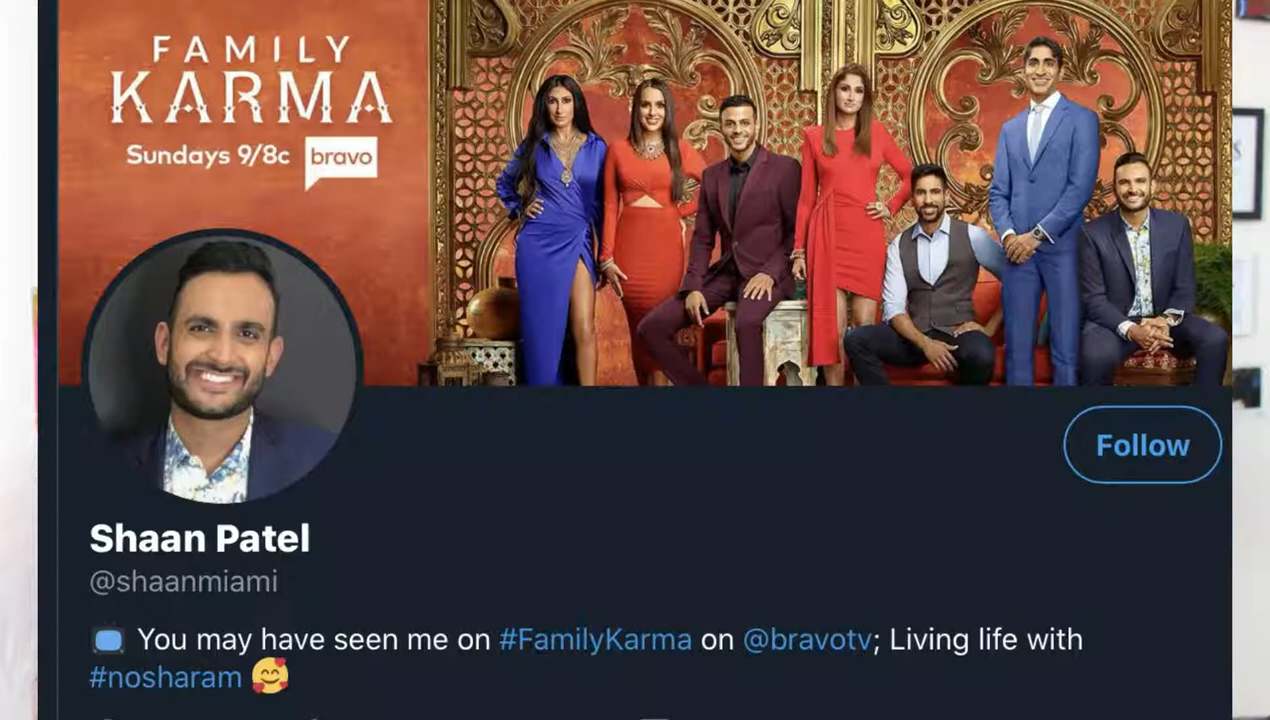 FAMILY
KARMA
Sundays 9/8c bravo
Follow
Shaan Patel
@shaanmiami
You may have seen me on #FamilyKarma on @bravotv; Living life with
#nosharam 🥰